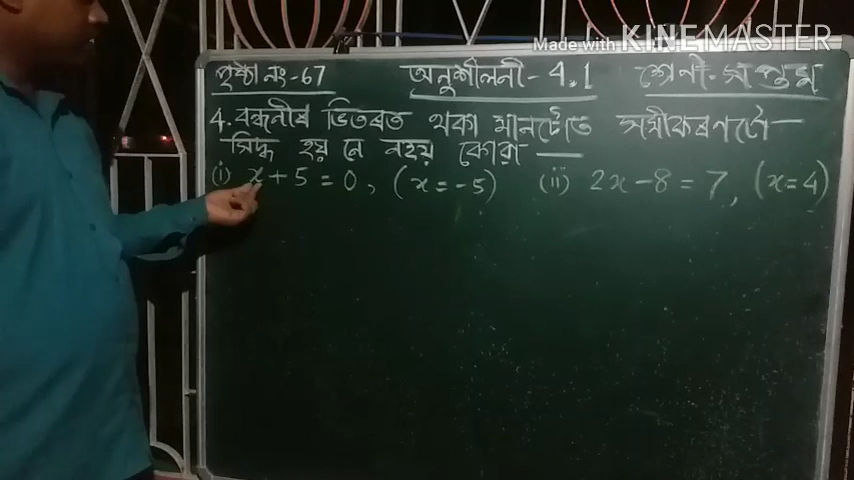 Made with KINEMASTER
পৃষ্ঠা নং-67 অনুশীলনী-4.1 শ্ৰেণী-সপ্তম
4. বন্ধনীৰ ভিতৰত থকা মানটোত সমীকৰণটো
সিদ্ধ হয় নে নহয় কোৱা —
(i) x + 5 = 0, (x = -5) (ii) 2x - 8 = 7, (x = 4)